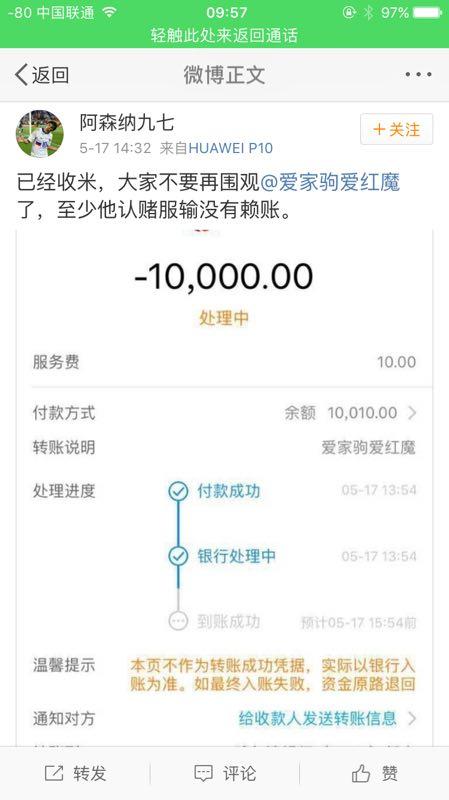 -80 中国联通 09:57 97%
轻触此处来返回通话
返回 微博正文
阿森纳九七
+关注
5-17 14:32 来自HUAWEI P10
已经收米，大家不要再围观@爱家驹爱红魔
了，至少他认赌服输没有赖账。
-10,000.00
处理中
服务费 10.00
付款方式 余额 10,010.00
转账说明 爱家驹爱红魔
处理进度 付款成功 05-17 13:54
银行处理中 05-17 13:54
到账成功 预计05-17 15:54前
温馨提示 本页不作为转账成功凭据，实际以银行入
账为准。如最终入账失败，资金原路退回
通知对方 给收款人发送转账信息
转发 评论 赞